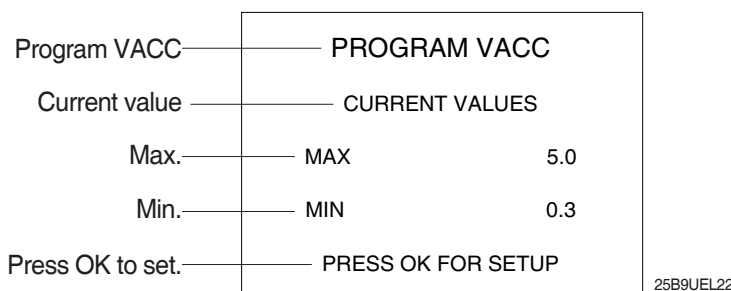 Program VACC PROGRAM VACC
Current value CURRENT VALUES
Max. MAX 5.0
Min. MIN 0.3
Press OK to set. PRESS OK FOR SETUP
25B9UEL22